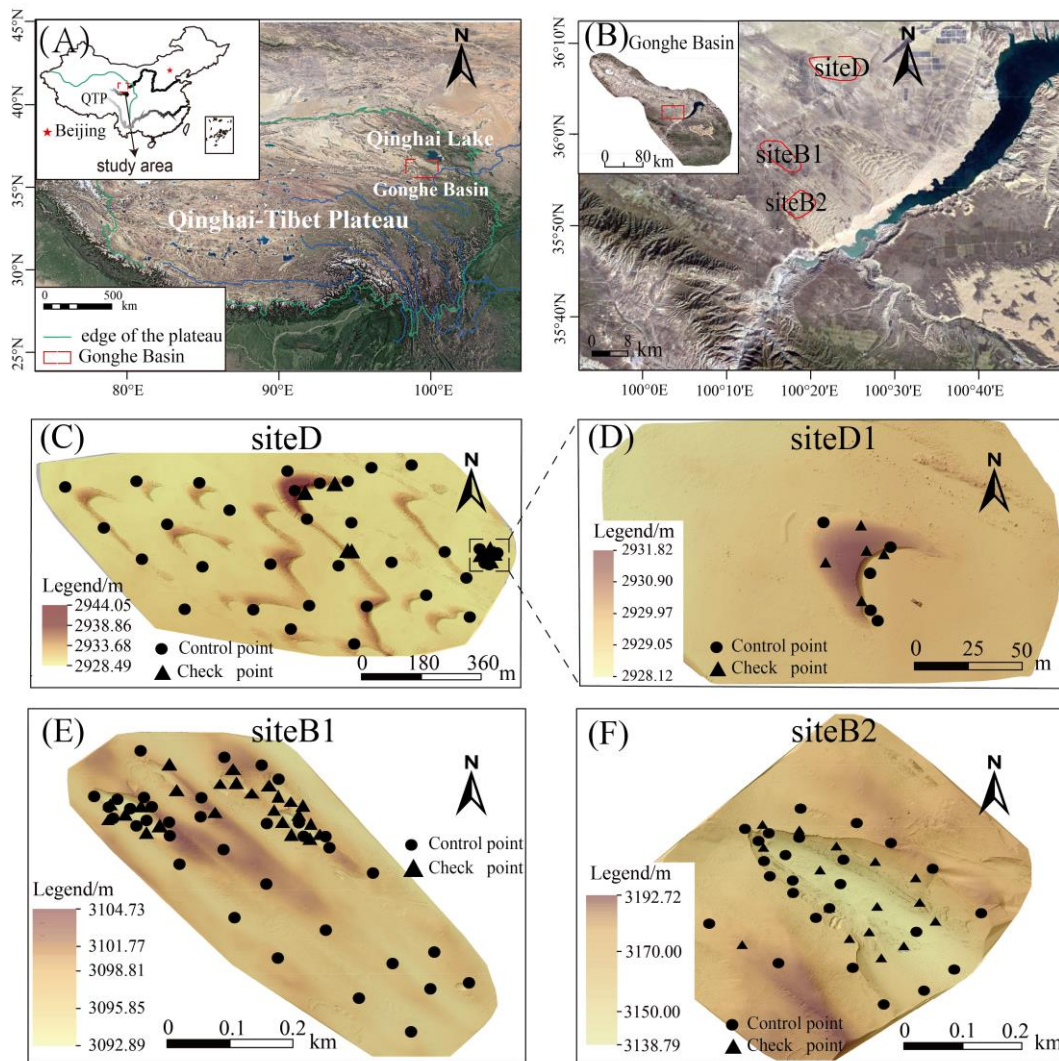 (A)
N
QTP
★ Beijing
study area
Qinghai Lake
Gonghe Basin
Qinghai-Tibet Plateau
0 500
km
edge of the plateau
Gonghe Basin
45°N
40°N
35°N
30°N
25°N
80°E 90°E 100°E
(B)
Gonghe Basin
N
0 80
km
siteD
siteB1
siteB2
0 8
km
36°10'N
36°0'N
35°50'N
35°40'N
100°0'E 100°10'E 100°20'E 100°30'E 100°40'E
(C) siteD
N
Legend/m
2944.05
2938.86
2933.68
2928.49
Control point
Check point
0 180 360
m
(D) siteD1
N
Legend/m
2931.82
2930.90
2929.97
2929.05
2928.12
Control point
Check point
0 25 50
m
(E) siteB1
N
Control point
Check point
Legend/m
3104.73
3101.77
3098.81
3095.85
3092.89
0 0.1 0.2
km
(F) siteB2
N
Legend/m
3192.72
3170.00
3150.00
3138.79
Control point
Check point
0 0.1 0.2
km